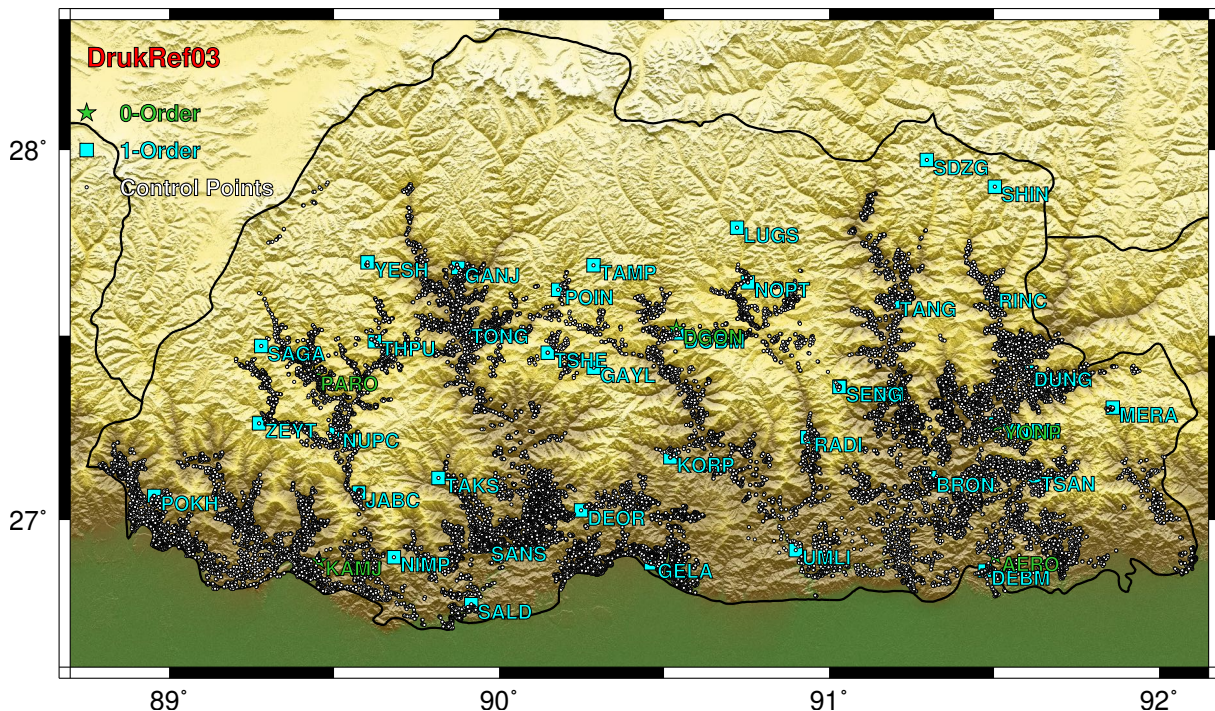 DrukRef03
0-Order
1-Order
Control Points
28°
27°
89°
90°
91°
92°
SDZG
SHIN
LUGS
YESH
GANJ
TAMP
POIN
NOPT
TANG
RINC
TONG
DGON
THPU
SAGA
TSHE
GAYL
PARO
DUNG
SENG
MERA
ZEYT
NUPC
RADI
KORP
POKH
JABC
TAKS
BRON
TSAN
DEOR
SANS
KAMJ
NIMP
GELA
UMLI
AERO
DEBM
SALD